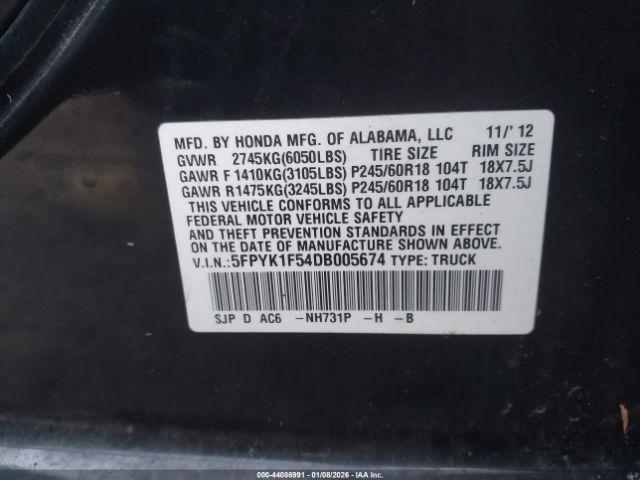 MFD. BY HONDA MFG. OF ALABAMA, LLC 11/'12
GVWR 2745KG(6050LBS) TIRE SIZE RIM SIZE
GAWR F 1410KG(3105LBS) P245/60R18 104T 18X7.5J
GAWR R1475KG(3245LBS) P245/60R18 104T 18X7.5J
THIS VEHICLE CONFORMS TO ALL APPLICABLE
FEDERAL MOTOR VEHICLE SAFETY
AND THEFT PREVENTION STANDARDS IN EFFECT
ON THE DATE OF MANUFACTURE SHOWN ABOVE.
V.I.N.: 5FPYK1F54DB005674 TYPE: TRUCK
SJP D AC6 -NH731P -H -B
000-44086991 - 01/08/2026 - IAA Corp.